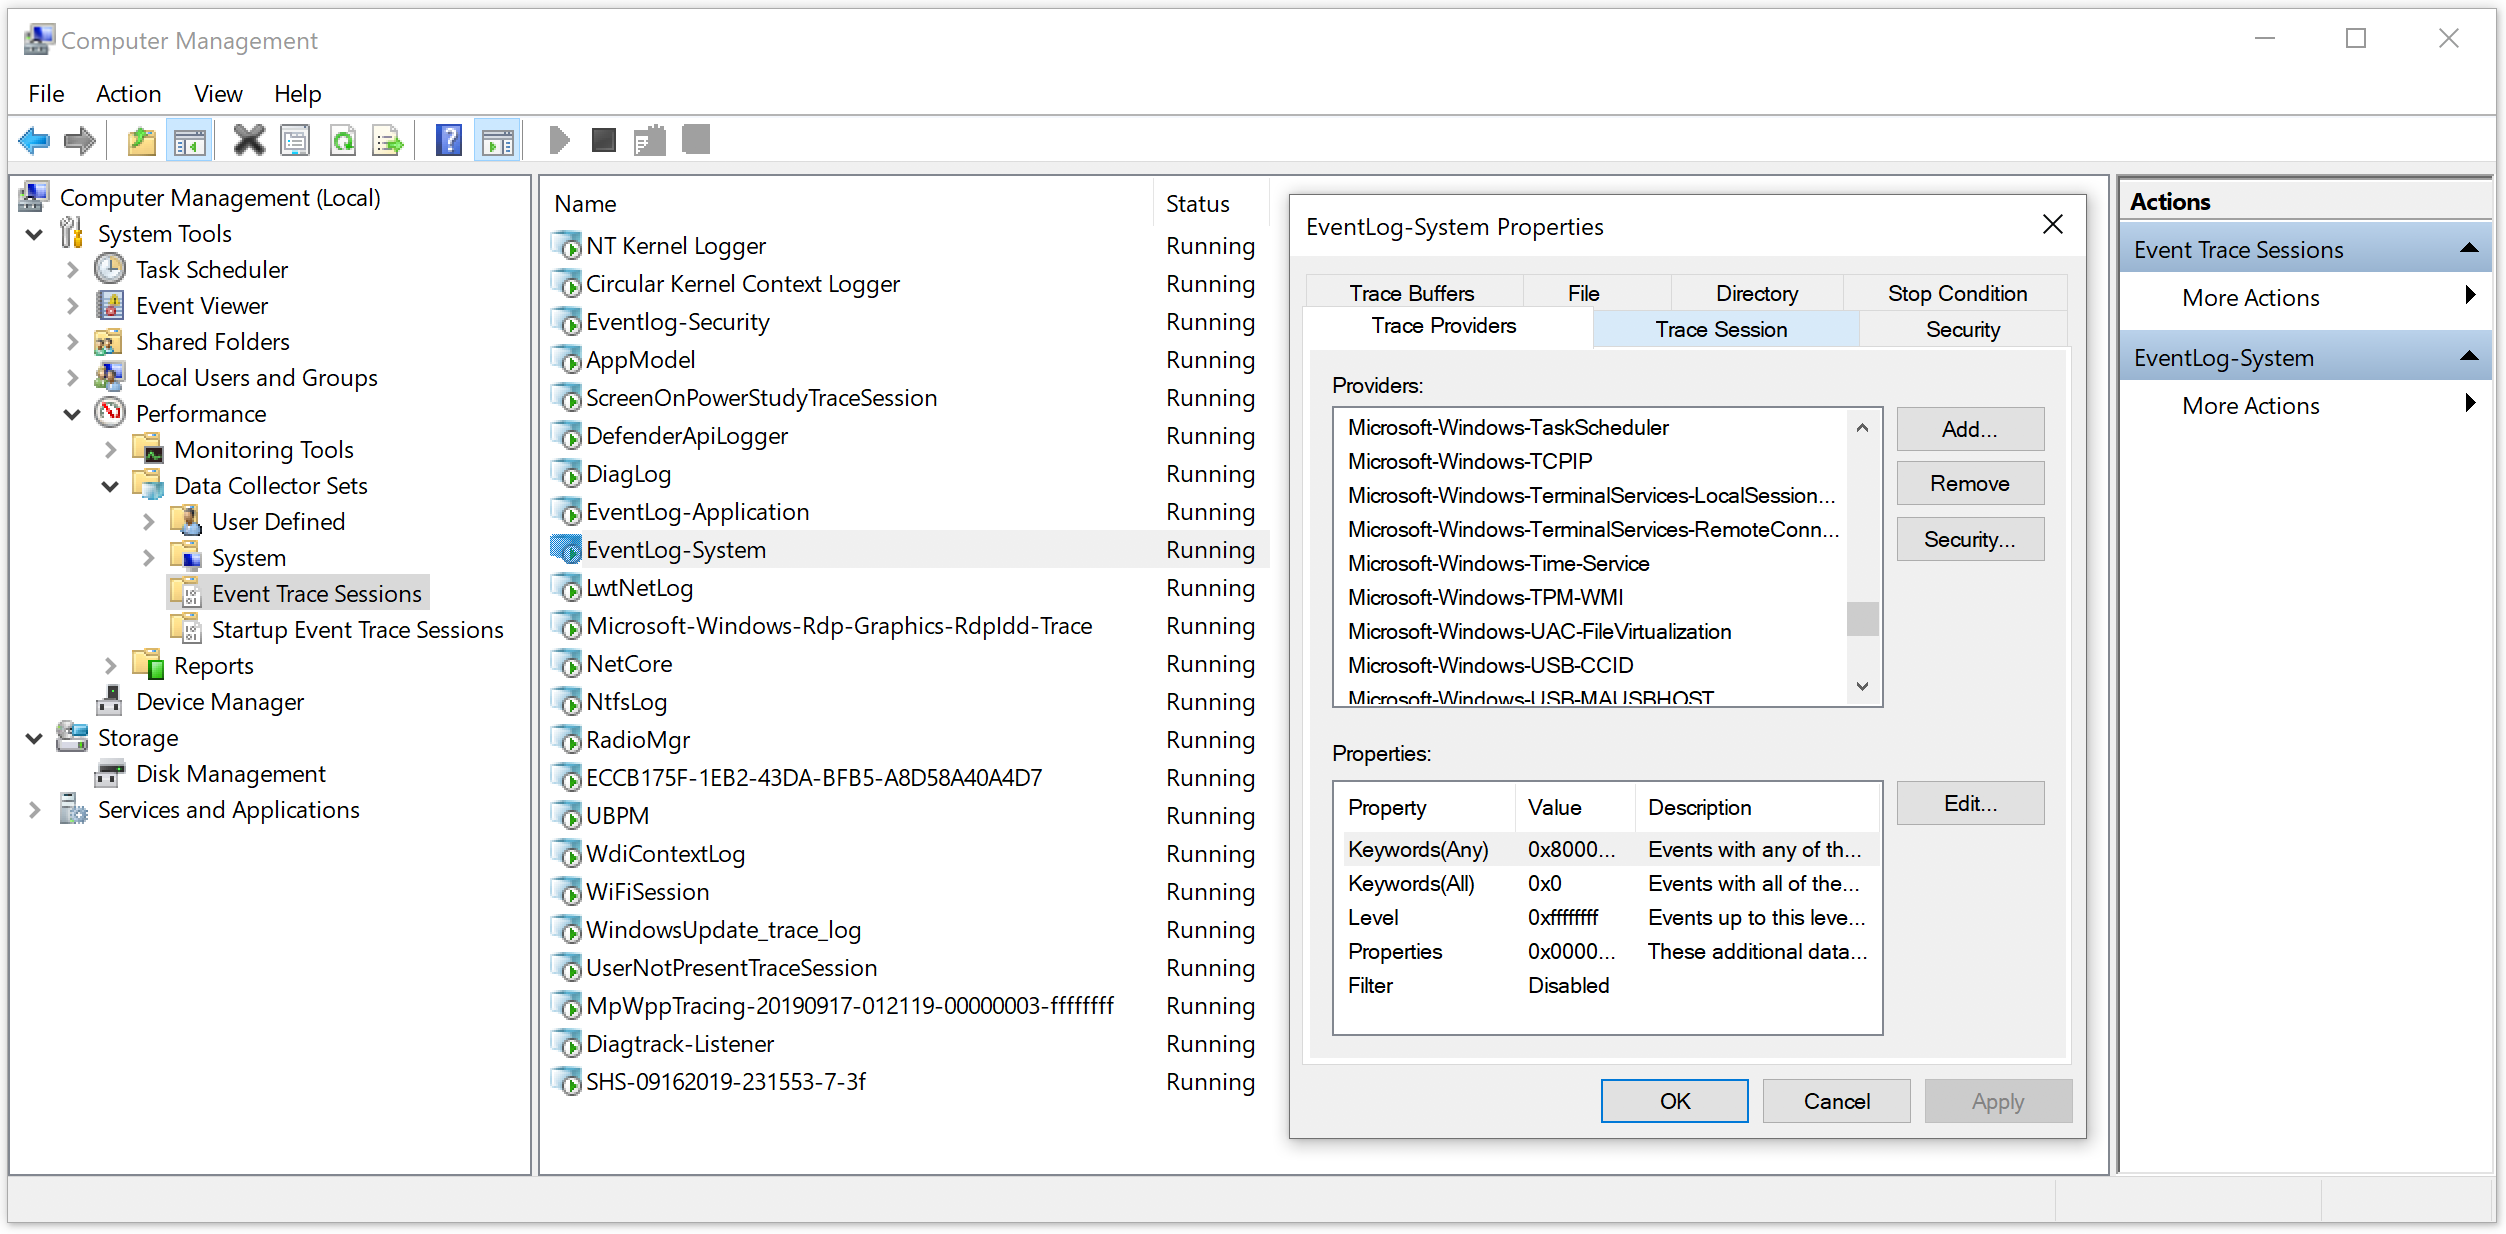 Computer Management
File Action View Help
Computer Management (Local)
System Tools
Task Scheduler
Event Viewer
Shared Folders
Local Users and Groups
Performance
Monitoring Tools
Data Collector Sets
User Defined
System
Event Trace Sessions
Startup Event Trace Sessions
Reports
Device Manager
Storage
Disk Management
Services and Applications
Name Status
NT Kernel Logger Running
Circular Kernel Context Logger Running
Eventlog-Security Running
AppModel Running
ScreenOnPowerStudyTraceSession Running
DefenderApiLogger Running
DiagLog Running
EventLog-Application Running
EventLog-System Running
LwtNetLog Running
Microsoft-Windows-Rdp-Graphics-RdpIdd-Trace Running
NetCore Running
NtfsLog Running
RadioMgr Running
ECCB175F-1EB2-43DA-BFB5-A8D58A40A4D7 Running
UBPM Running
WdiContextLog Running
WiFiSession Running
WindowsUpdate_trace_log Running
UserNotPresentTraceSession Running
MpWppTracing-20190917-012119-00000003-ffffffff Running
Diagtrack-Listener Running
SHS-09162019-231553-7-3f Running
EventLog-System Properties
Trace Buffers File Directory Stop Condition
Trace Providers Trace Session Security
Providers:
Microsoft-Windows-TaskScheduler
Microsoft-Windows-TCPIP
Microsoft-Windows-TerminalServices-LocalSession...
Microsoft-Windows-TerminalServices-RemoteConn...
Microsoft-Windows-Time-Service
Microsoft-Windows-TPM-WMI
Microsoft-Windows-UAC-FileVirtualization
Microsoft-Windows-USB-CCID
Microsoft-Windows-USB-MAUSBHOST
Add...
Remove
Security...
Properties:
Property Value Description
Keywords(Any) 0x8000... Events with any of th...
Keywords(All) 0x0 Events with all of the...
Level 0xffffffff Events up to this leve...
Properties 0x0000... These additional data...
Filter Disabled
Edit...
OK Cancel Apply
Actions
Event Trace Sessions
More Actions
EventLog-System
More Actions